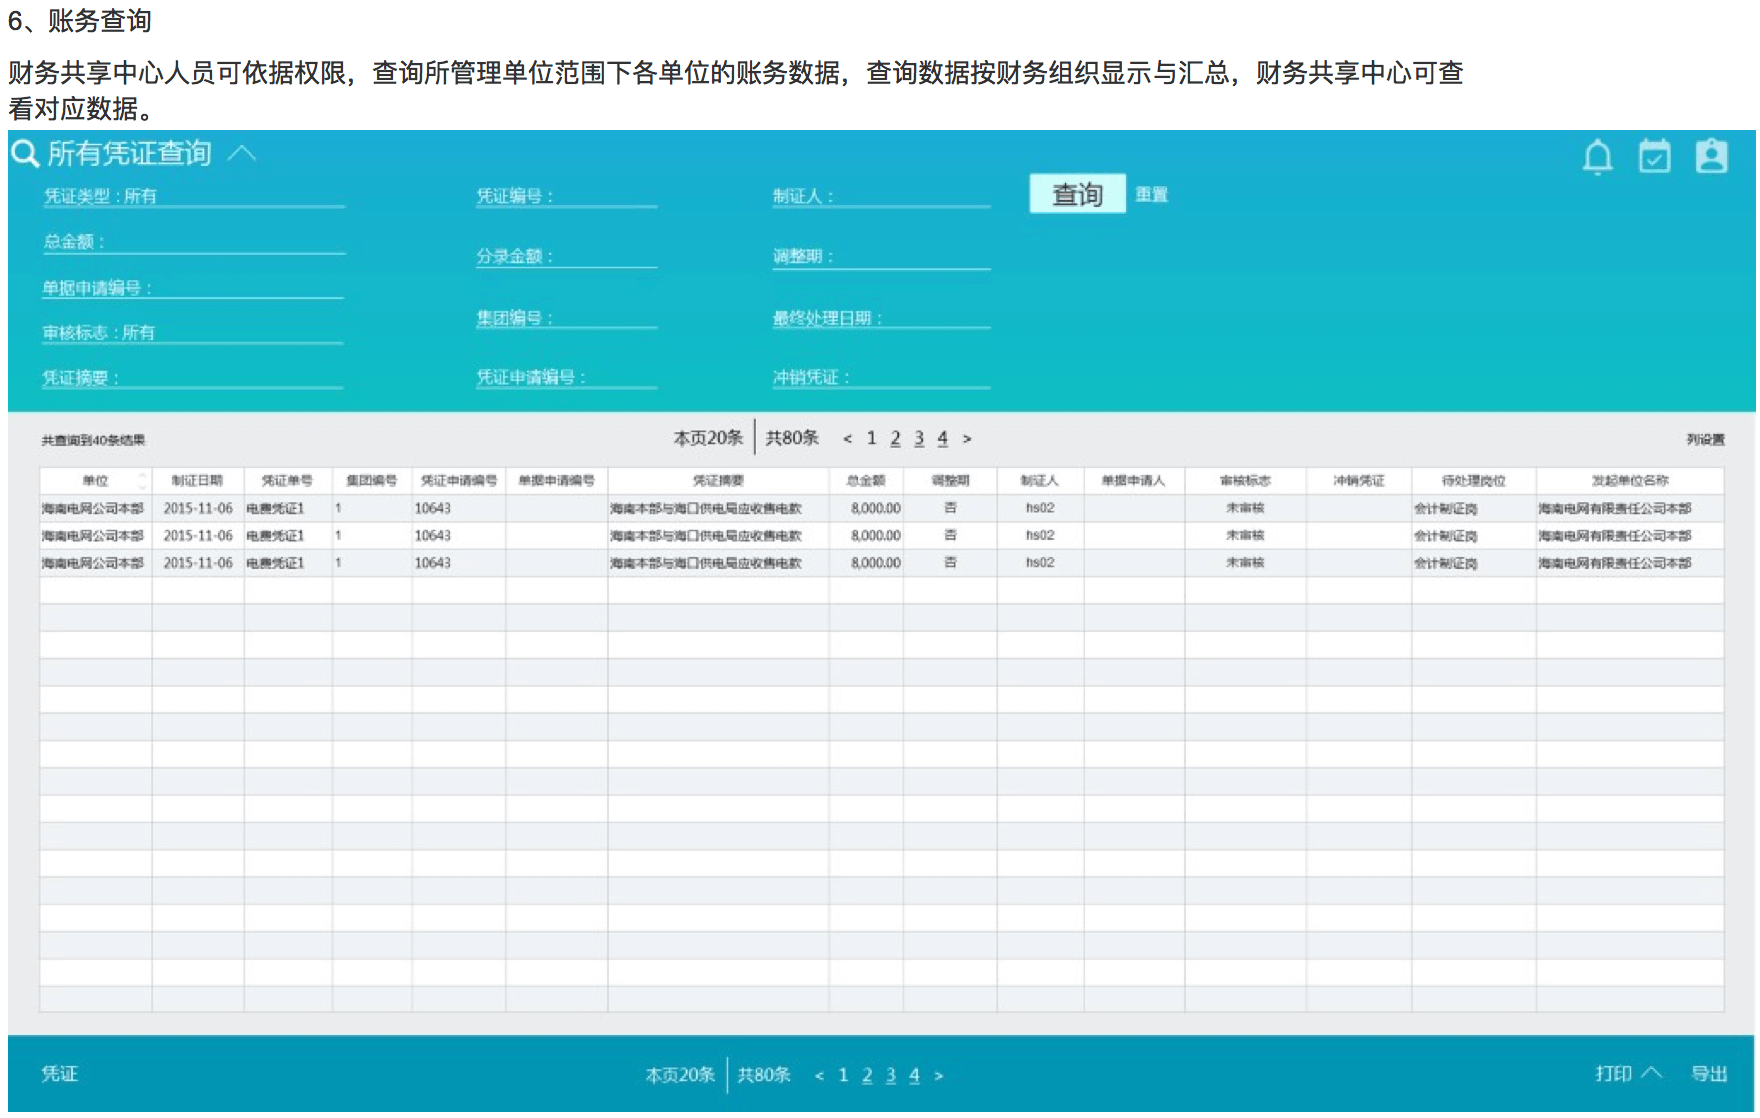 6、账务查询
财务共享中心人员可依据权限，查询所管理单位范围下各单位的账务数据，查询数据按财务组织显示与汇总，财务共享中心可查
看对应数据。
所有凭证查询
凭证类型：所有 凭证编号： 制证人： 查询 重置
总金额： 分录金额： 调整期：
单据申请编号：
集团编号： 最终处理日期：
审核标志：所有
凭证摘要： 凭证申请编号： 冲销凭证：
共查询到40条结果 本页20条 共80条 < 1 2 3 4 > 列设置
单位 制证日期 凭证单号 集团编号 凭证申请编号 单据申请编号 凭证摘要 总金额 调整期 制证人 单据申请人 审核标志 冲销凭证 待处理岗位 发起单位名称
海南电网公司本部 2015-11-06 电费凭证1 1 10643 海南本部与海口供电局应收售电款 8,000.00 否 hs02 未审核 会计制证岗 海南电网有限责任公司本部
海南电网公司本部 2015-11-06 电费凭证1 1 10643 海南本部与海口供电局应收售电款 8,000.00 否 hs02 未审核 会计制证岗 海南电网有限责任公司本部
海南电网公司本部 2015-11-06 电费凭证1 1 10643 海南本部与海口供电局应收售电款 8,000.00 否 hs02 未审核 会计制证岗 海南电网有限责任公司本部
凭证 本页20条 共80条 < 1 2 3 4 > 打印 导出